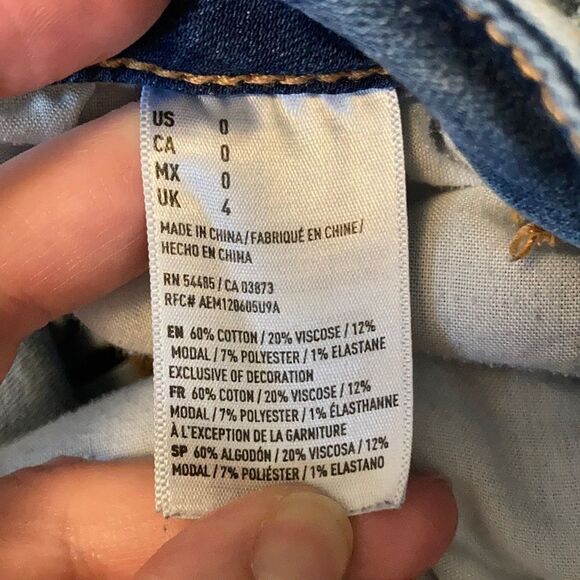 US 0
CA 0
MX 0
UK 4
MADE IN CHINA / FABRIQUÉ EN CHINE /
HECHO EN CHINA
RN 54485 / CA 03873
RFC# AEM120605U9A
EN 60% COTTON / 20% VISCOSE / 12%
MODAL / 7% POLYESTER / 1% ELASTANE
EXCLUSIVE OF DECORATION
FR 60% COTON / 20% VISCOSE / 12%
MODAL / 7% POLYESTER / 1% ÉLASTHANNE
À L'EXCEPTION DE LA GARNITURE
SP 60% ALGODÓN / 20% VISCOSA / 12%
MODAL / 7% POLIÉSTER / 1% ELASTANO